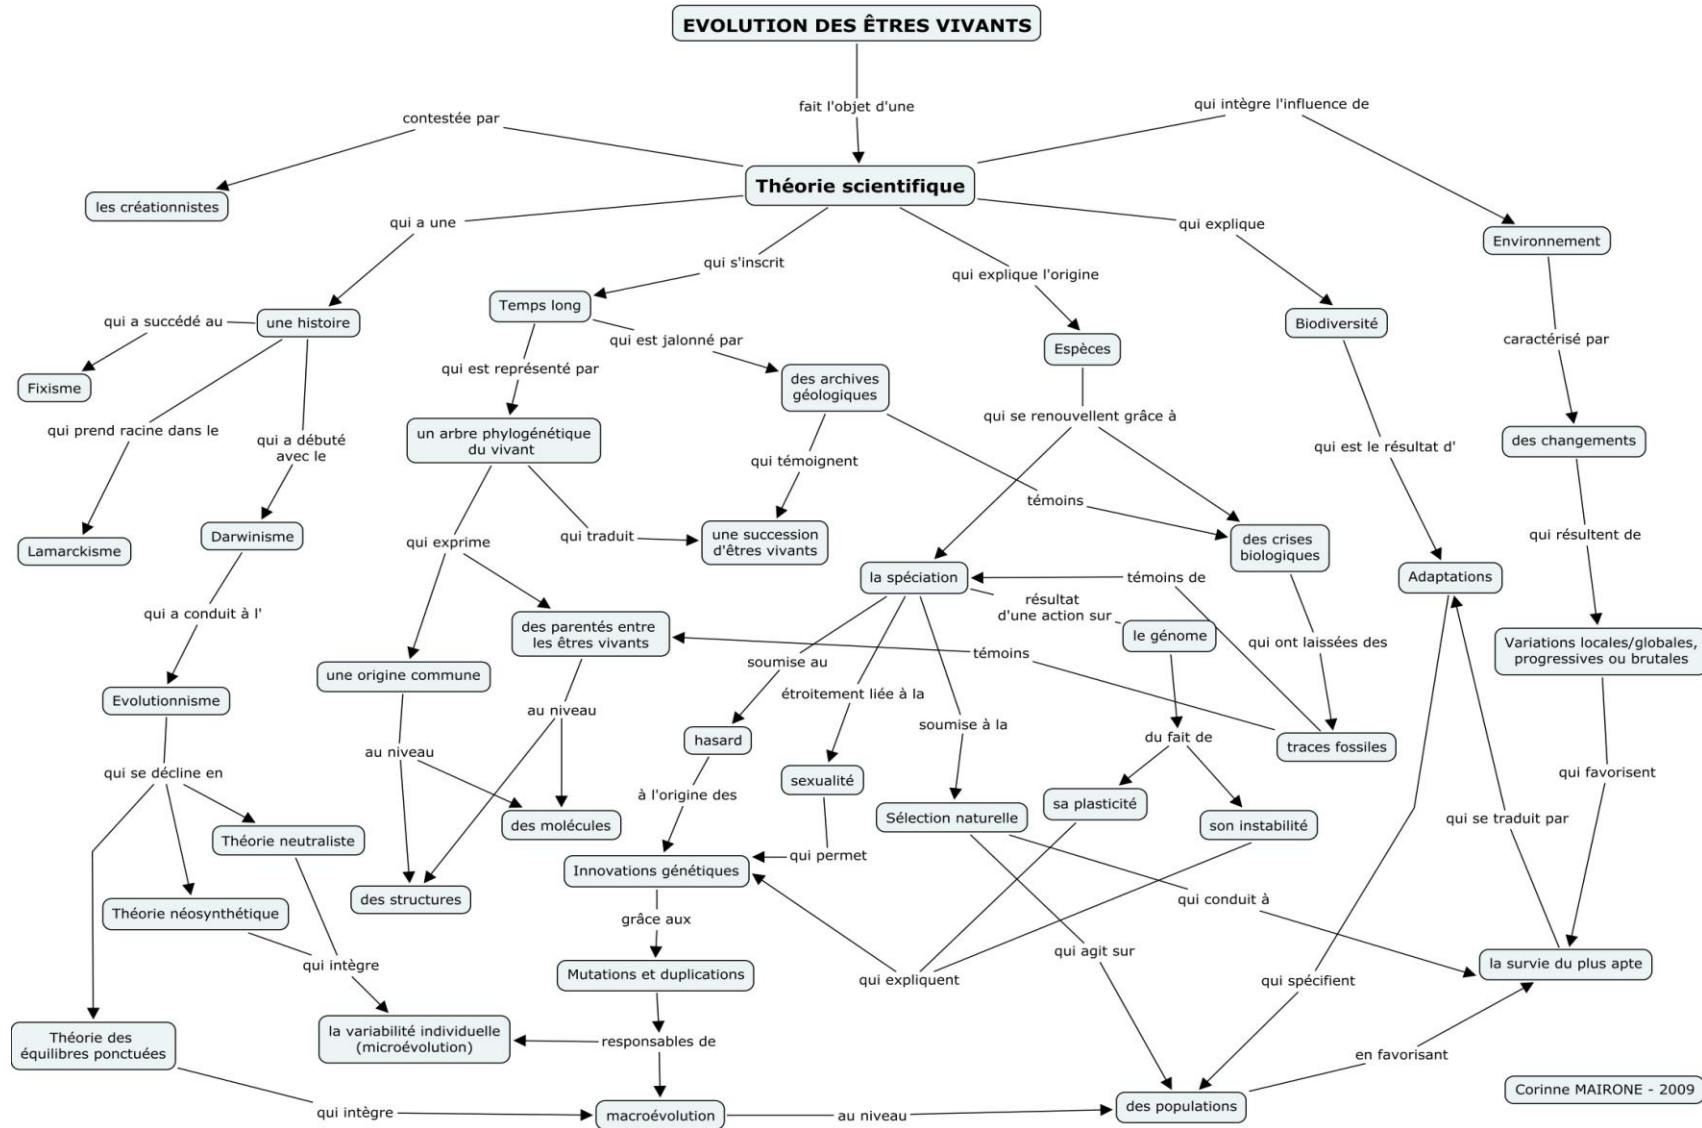 EVOLUTION DES ÊTRES VIVANTS
fait l'objet d'une
qui intègre l'influence de
contestée par
Théorie scientifique
les créationnistes
qui a une
qui explique
Environnement
qui s'inscrit
qui explique l'origine
Temps long
qui a succédé au
une histoire
Biodiversité
qui est jalonné par
Espèces
caractérisé par
qui est représenté par
Fixisme
des archives
géologiques
qui se renouvellent grâce à
qui prend racine dans le
qui a débuté
avec le
un arbre phylogénétique
du vivant
qui est le résultat d'
des changements
qui témoignent
témoins
Lamarckisme
Darwinisme
qui exprime
qui traduit
une succession
d'êtres vivants
des crises
biologiques
qui résultent de
la spéciation
témoins de
Adaptations
résultat
d'une action sur
qui a conduit à l'
des parentés entre
les êtres vivants
le génome
qui ont laissées des
Variations locales/globales,
progressives ou brutales
témoins
soumise au
une origine commune
étroitement liée à la
Evolutionnisme
au niveau
soumise à la
hasard
du fait de
traces fossiles
au niveau
qui se décline en
sexualité
qui favorisent
à l'origine des
sa plasticité
des molécules
Sélection naturelle
son instabilité
qui se traduit par
Théorie neutraliste
qui permet
Innovations génétiques
des structures
qui conduit à
Théorie néosynthétique
grâce aux
qui agit sur
qui intègre
la survie du plus apte
Mutations et duplications
qui expliquent
qui spécifient
la variabilité individuelle
(microévolution)
Théorie des
équilibres ponctuées
responsables de
en favorisant
Corinne MAIRONE - 2009
des populations
qui intègre
macroévolution
au niveau